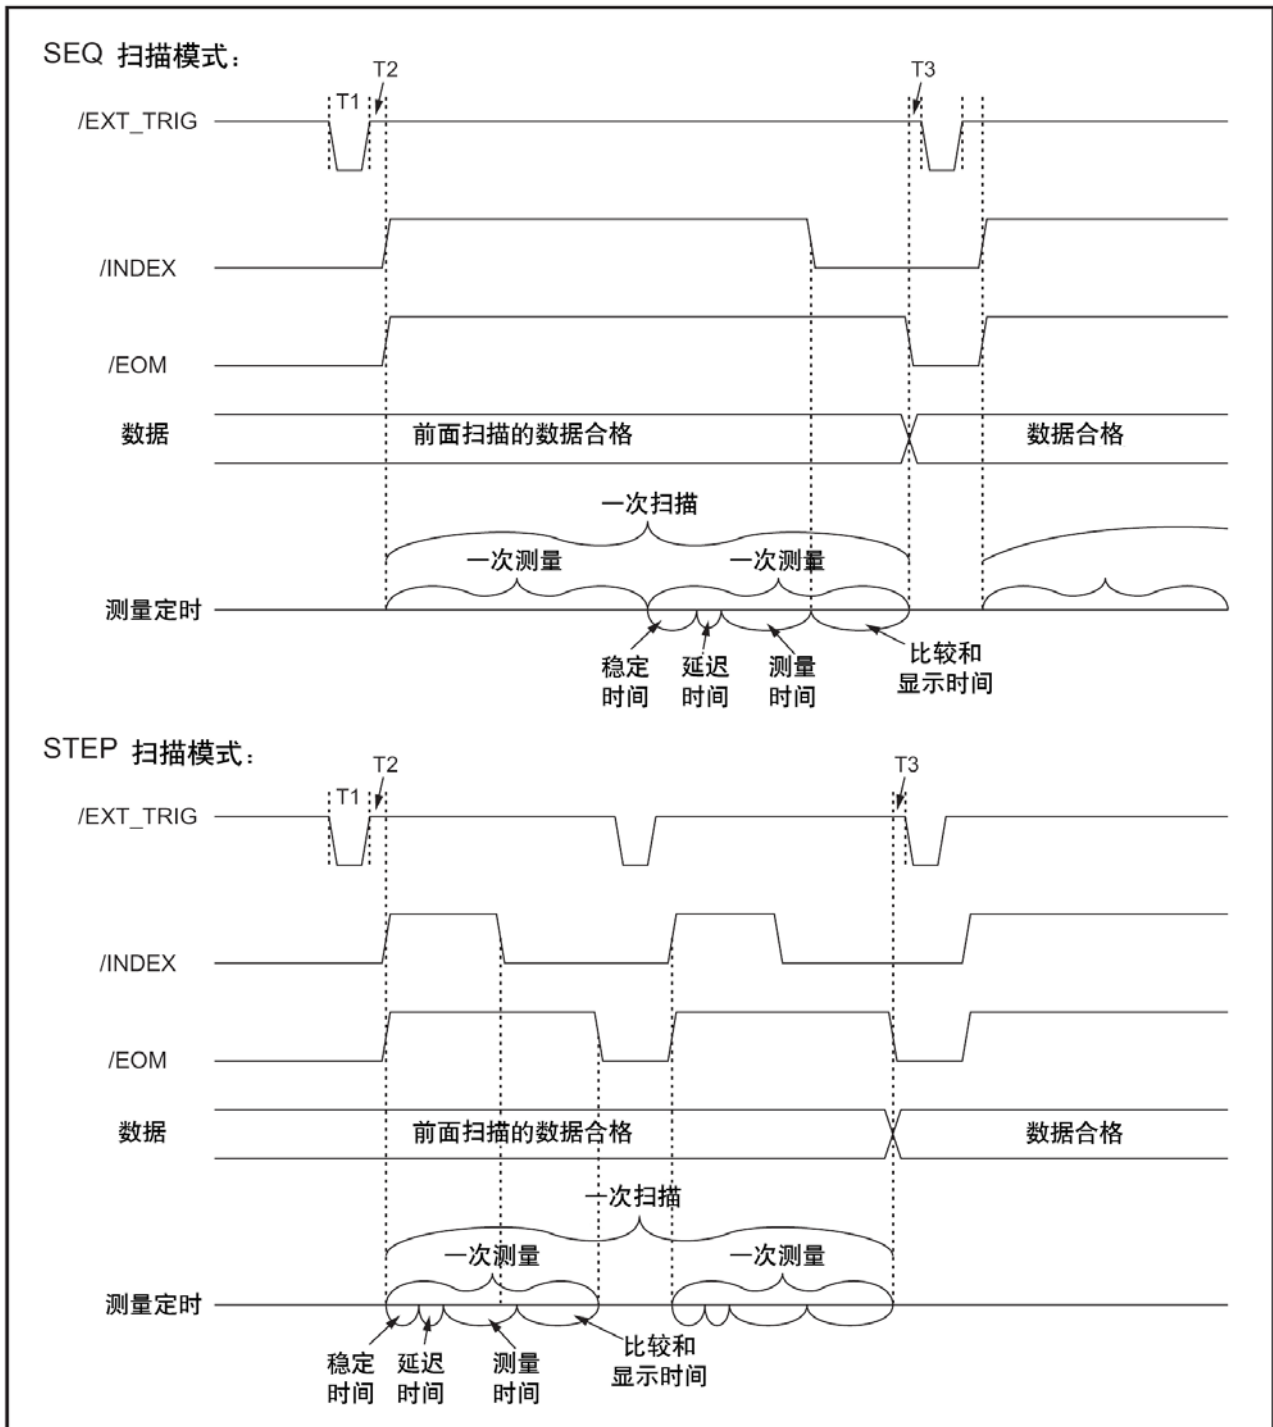 SEQ 扫描模式：
T2
T3
T1
/EXT_TRIG
/INDEX
/EOM
数据
前面扫描的数据合格
数据合格
一次扫描
一次测量
一次测量
测量定时
稳定
时间
延迟
时间
测量
时间
比较和
显示时间
STEP 扫描模式：
T2
T3
T1
/EXT_TRIG
/INDEX
/EOM
数据
前面扫描的数据合格
数据合格
一次扫描
一次测量
一次测量
测量定时
稳定
时间
延迟
时间
测量
时间
比较和
显示时间